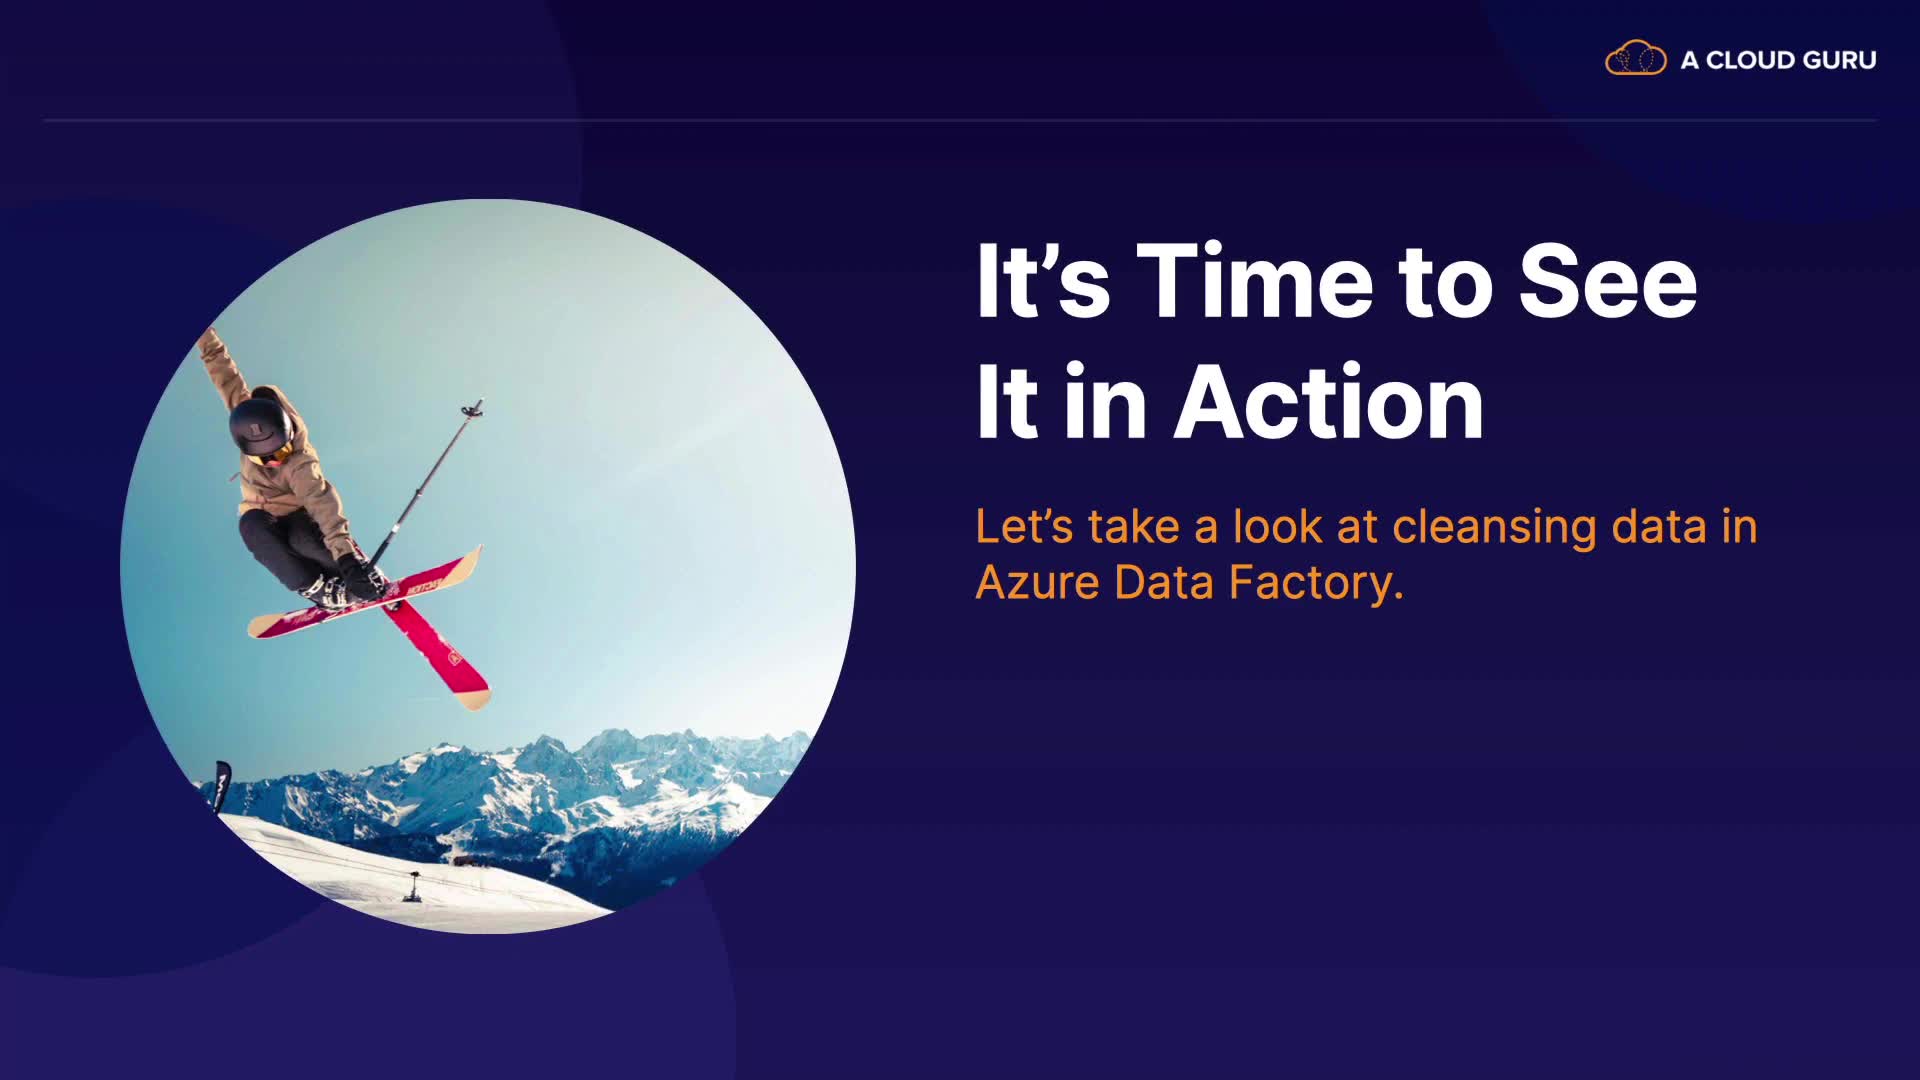 A CLOUD GURU
It’s Time to See
It in Action
Let’s take a look at cleansing data in
Azure Data Factory.